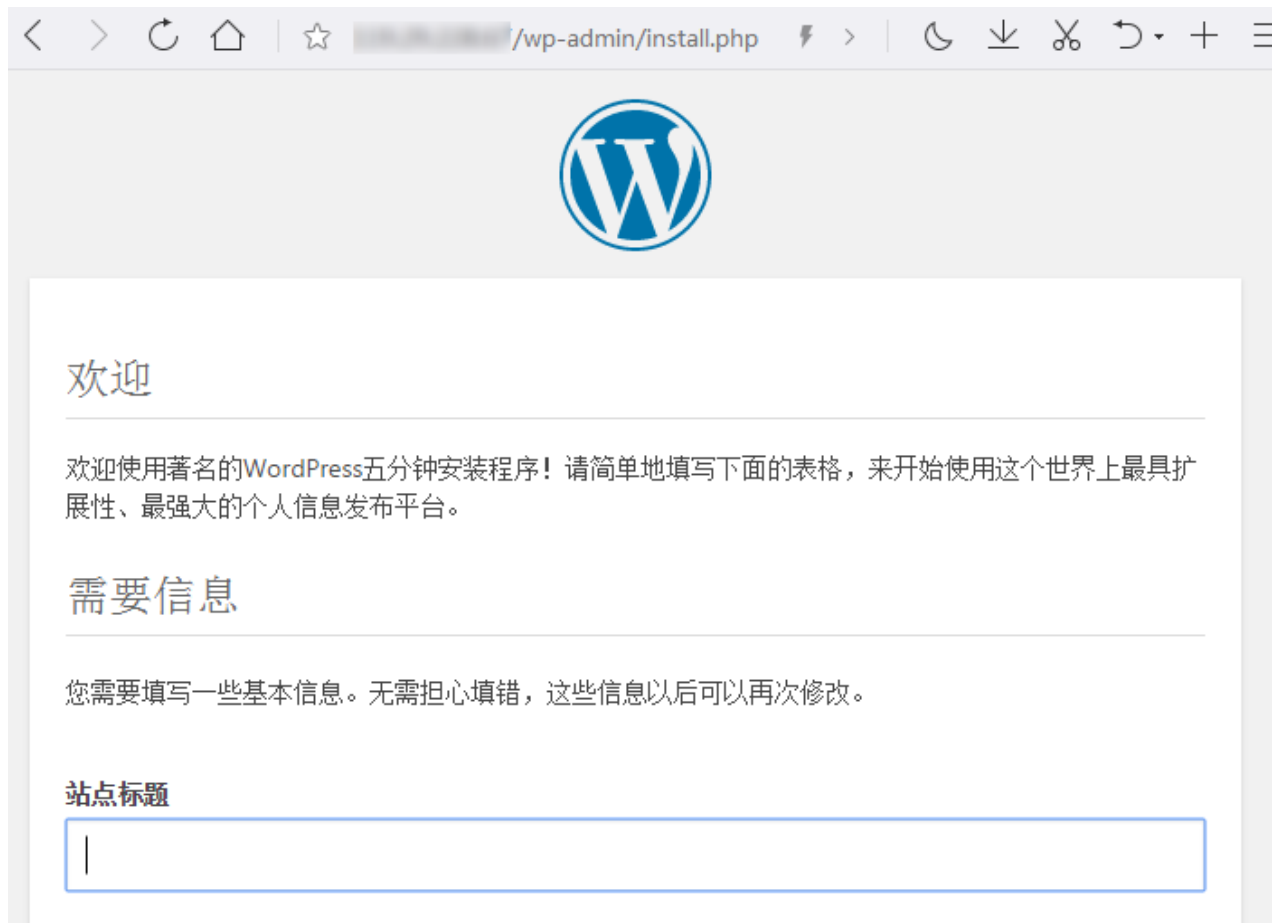 /wp-admin/install.php
欢迎
欢迎使用著名的WordPress五分钟安装程序！请简单地填写下面的表格，来开始使用这个世界上最具扩
展性、最强大的个人信息发布平台。
需要信息
您需要填写一些基本信息。无需担心填错，这些信息以后可以再次修改。
站点标题